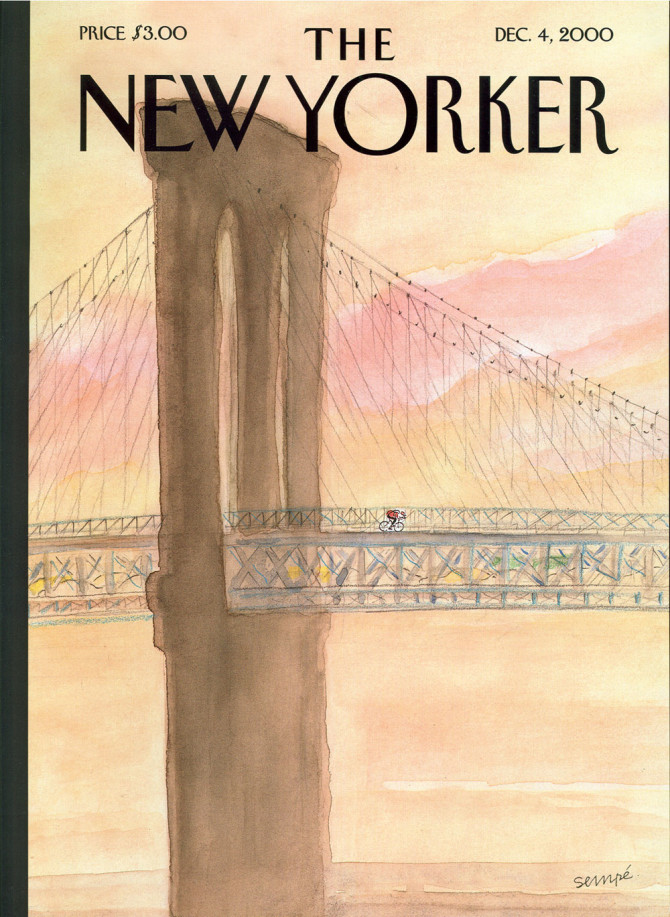 PRICE $3.00
DEC. 4, 2000
THE
NEW YORKER
sempé